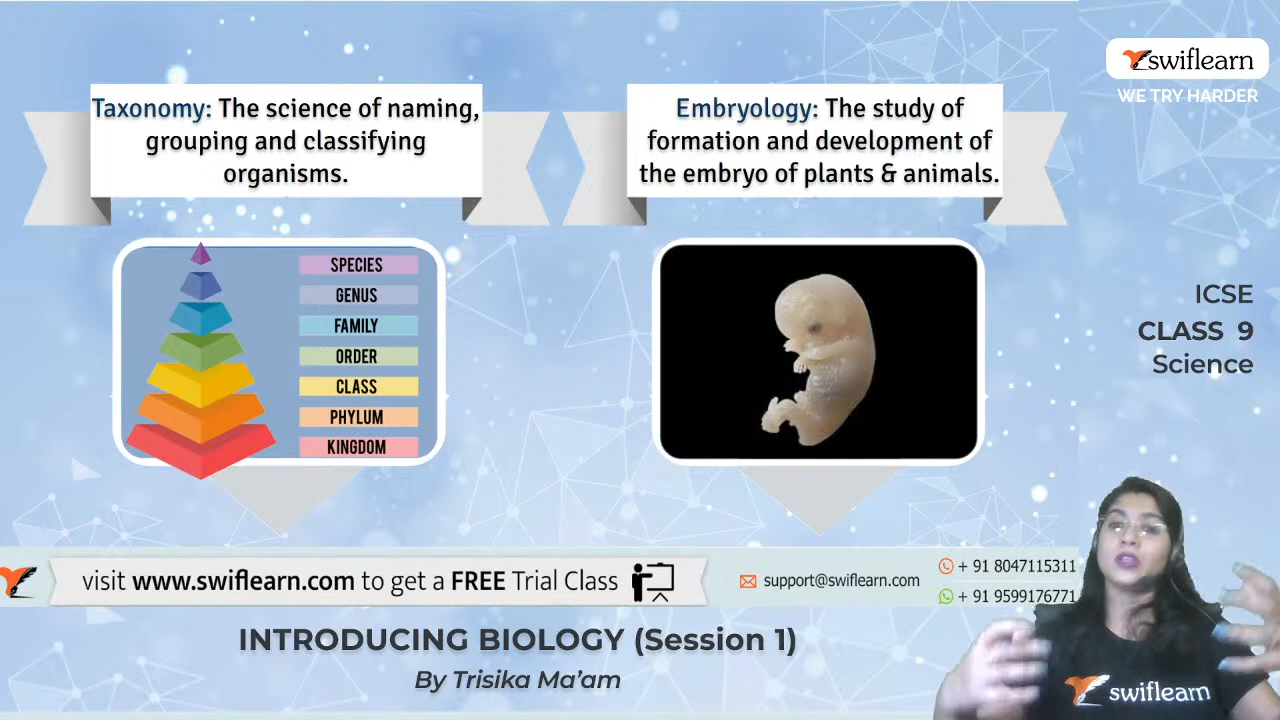 swiflearn
WE TRY HARDER
Taxonomy: The science of naming,
grouping and classifying
organisms.
Embryology: The study of
formation and development of
the embryo of plants & animals.
SPECIES
GENUS
FAMILY
ORDER
CLASS
PHYLUM
KINGDOM
ICSE
CLASS 9
Science
visit www.swiflearn.com to get a FREE Trial Class
support@swiflearn.com
+ 91 8047115311
+ 91 9599176771
INTRODUCING BIOLOGY (Session 1)
By Trisika Ma'am
swiflearn